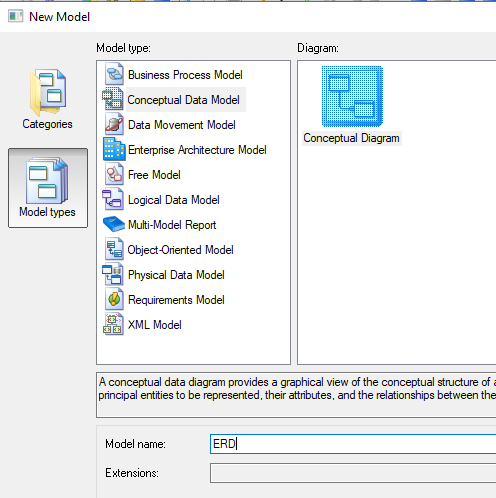 New Model
Model type:
Diagram:
Categories
Model types
Business Process Model
Conceptual Data Model
Data Movement Model
Enterprise Architecture Model
Free Model
Logical Data Model
Multi-Model Report
Object-Oriented Model
Physical Data Model
Requirements Model
XML Model
Conceptual Diagram
A conceptual data diagram provides a graphical view of the conceptual structure of
principal entities to be represented, their attributes, and the relationships between the
Model name:
ERD
Extensions: